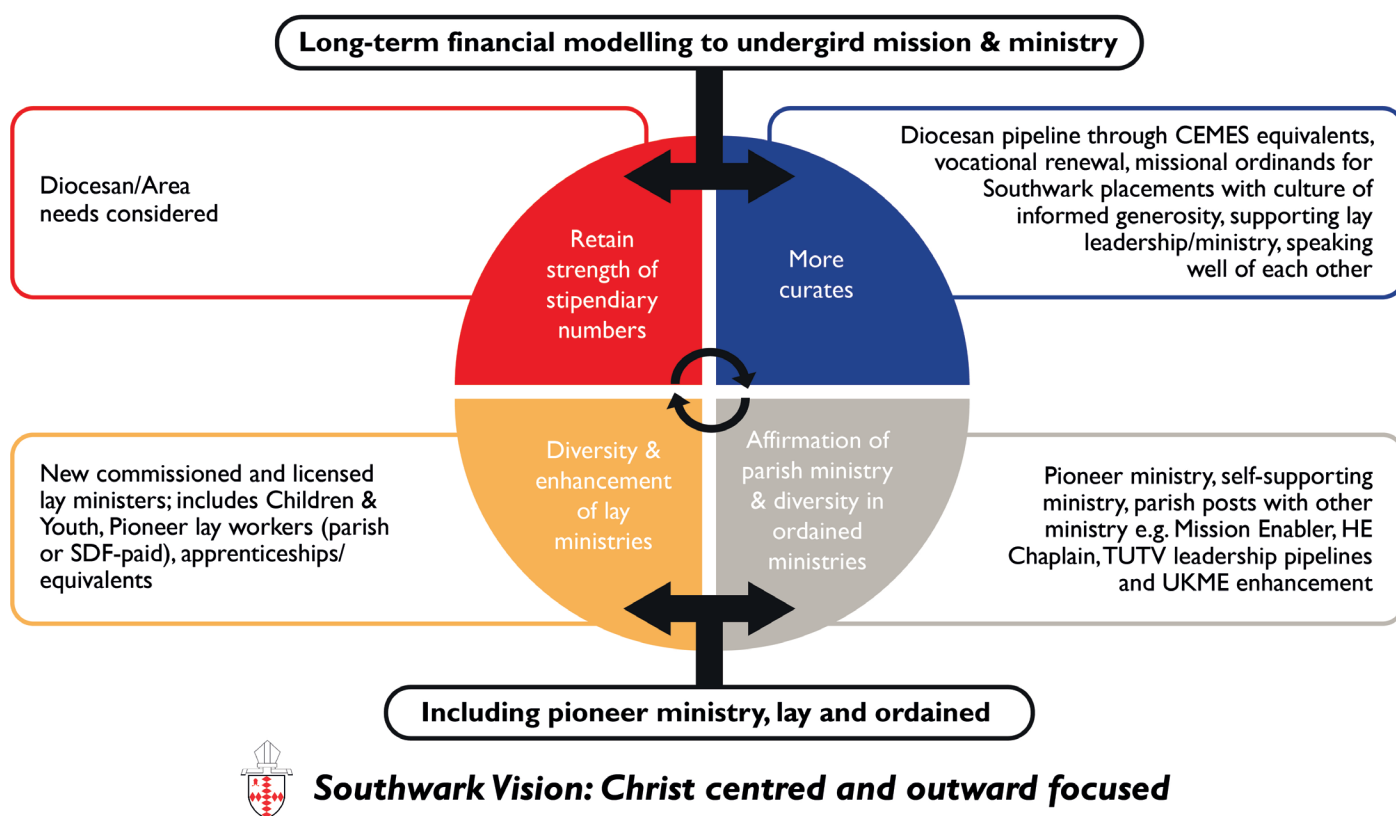 Long-term financial modelling to undergird mission & ministry
Diocesan/Area
needs considered
Retain
strength of
stipendiary
numbers
More
curates
Diocesan pipeline through CEMES equivalents,
vocational renewal, missional ordinands for
Southwark placements with culture of
informed generosity, supporting lay
leadership/ministry, speaking
well of each other
New commissioned and licensed
lay ministers; includes Children &
Youth, Pioneer lay workers (parish
or SDF-paid), apprenticeships/
equivalents
Diversity &
enhancement
of lay
ministries
Affirmation of
parish ministry
& diversity in
ordained
ministries
Pioneer ministry, self-supporting
ministry, parish posts with other
ministry e.g. Mission Enabler, HE
Chaplain, TUTV leadership pipelines
and UKME enhancement
Including pioneer ministry, lay and ordained
Southwark Vision: Christ centred and outward focused